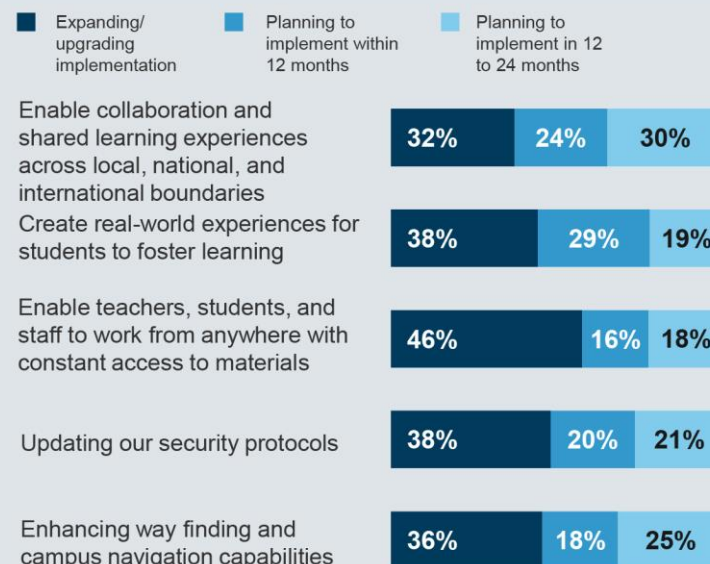 Expanding/
upgrading
implementation
Planning to
implement within
12 months
Planning to
implement in 12
to 24 months
Enable collaboration and
shared learning experiences
across local, national, and
international boundaries
32% 24% 30%
Create real-world experiences for
students to foster learning
38% 29% 19%
Enable teachers, students, and
staff to work from anywhere with
constant access to materials
46% 16% 18%
Updating our security protocols
38% 20% 21%
Enhancing way finding and
campus navigation capabilities
36% 18% 25%